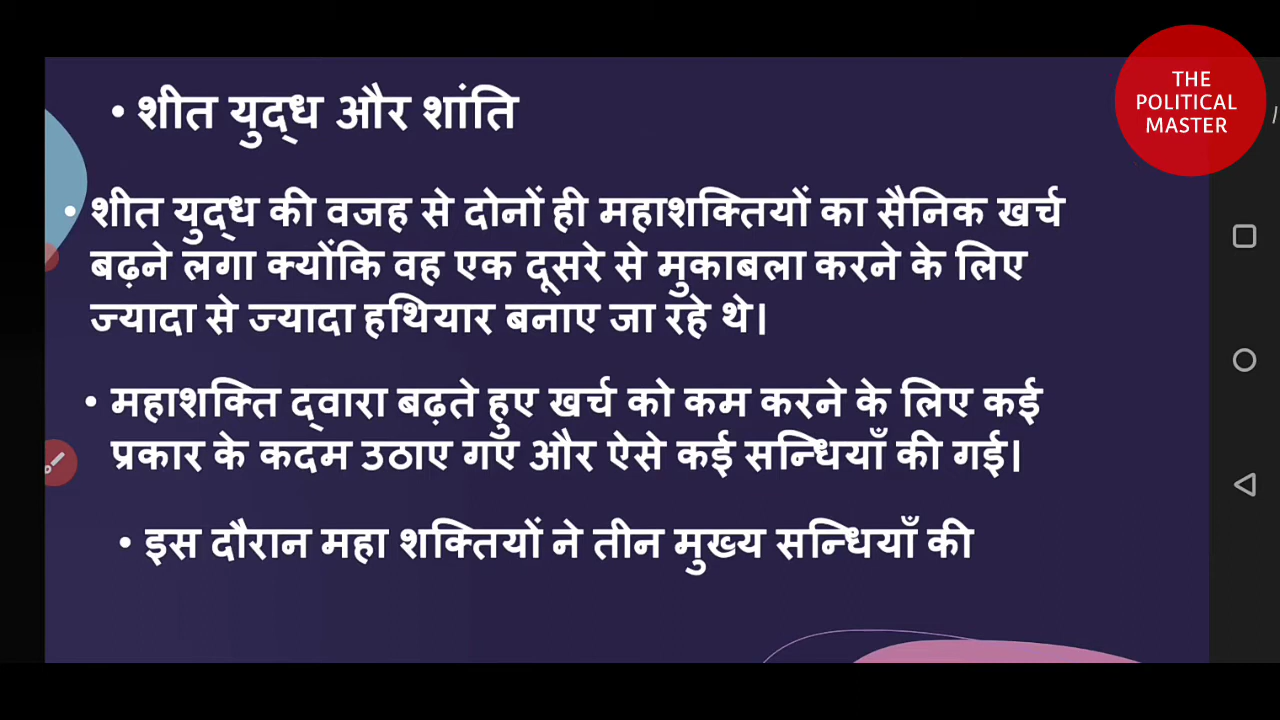 THE
POLITICAL
MASTER
• शीत युद्ध और शांति
• शीत युद्ध की वजह से दोनों ही महाशक्तियों का सैनिक खर्च
बढ़ने लगा क्योंकि वह एक दूसरे से मुकाबला करने के लिए
ज्यादा से ज्यादा हथियार बनाए जा रहे थे|
• महाशक्ति द्वारा बढ़ते हुए खर्च को कम करने के लिए कई
प्रकार के कदम उठाए गए और ऐसे कई सन्धियाँ की गई|
• इस दौरान महा शक्तियों ने तीन मुख्य सन्धियाँ की